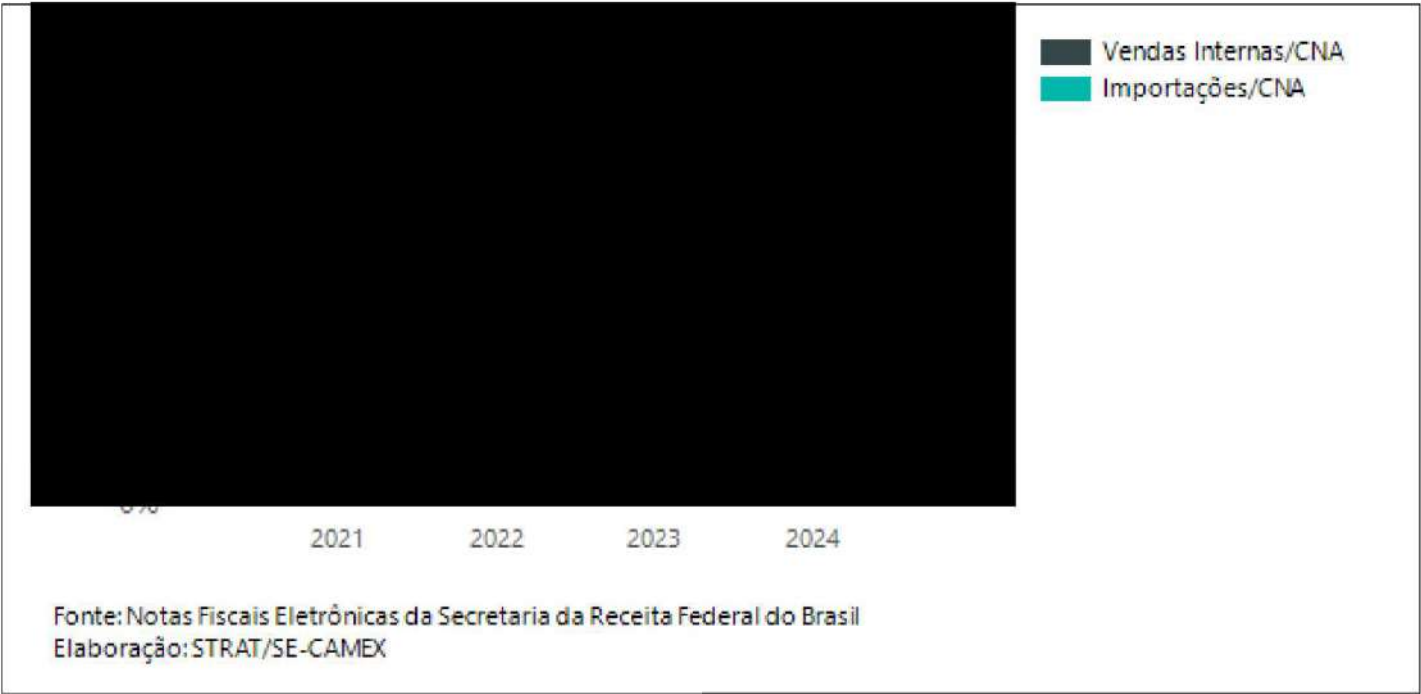 Vendas Internas/CNA
Importações/CNA
2021 2022 2023 2024
Fonte: Notas Fiscais Eletrônicas da Secretaria da Receita Federal do Brasil
Elaboração: STRAT/SE-CAMEX